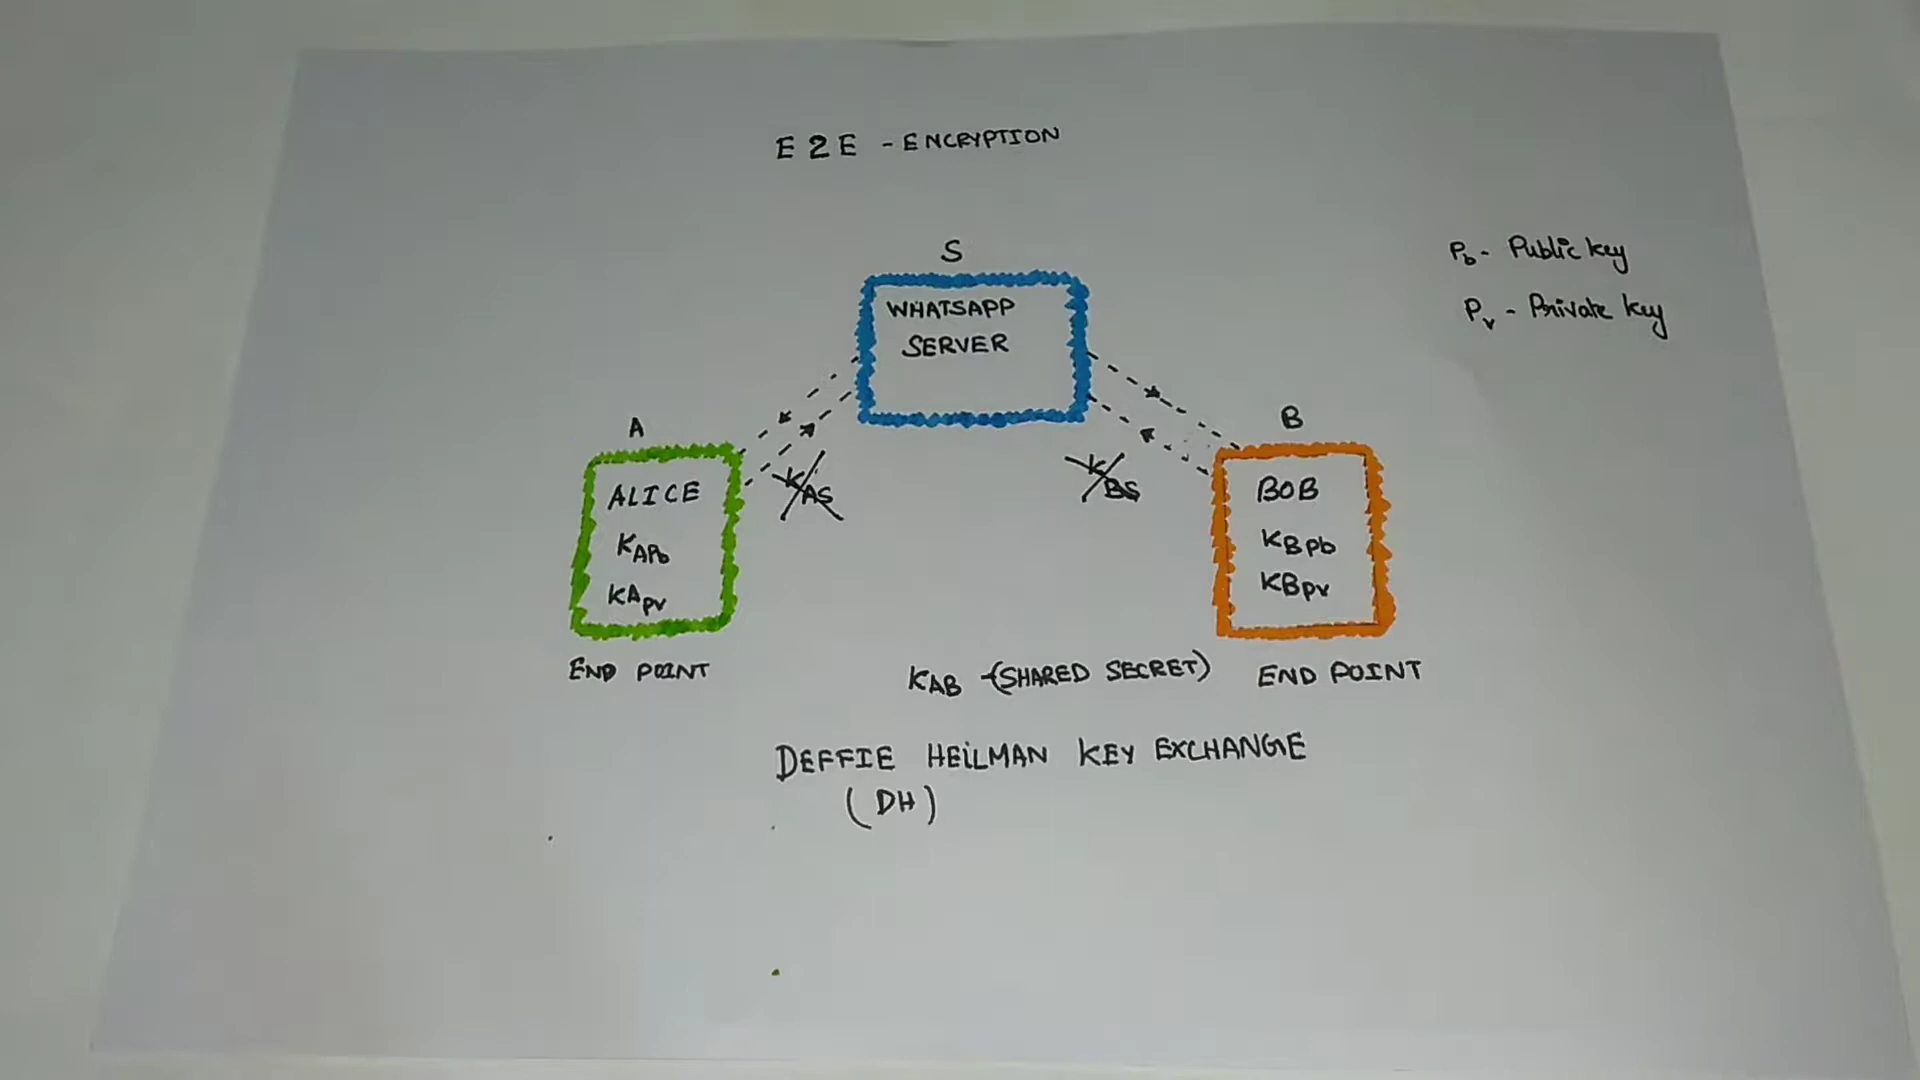 E2E - ENCRYPTION
S
WHATSAPP
SERVER
Pb - Public key
Pv - Private key
A
ALICE
KAPb
KApv
END POINT
KAS
KBS
B
BOB
KBpb
KBpv
END POINT
KAB - (SHARED SECRET)
DEFFIE HEILMAN KEY EXCHANGE
(DH)